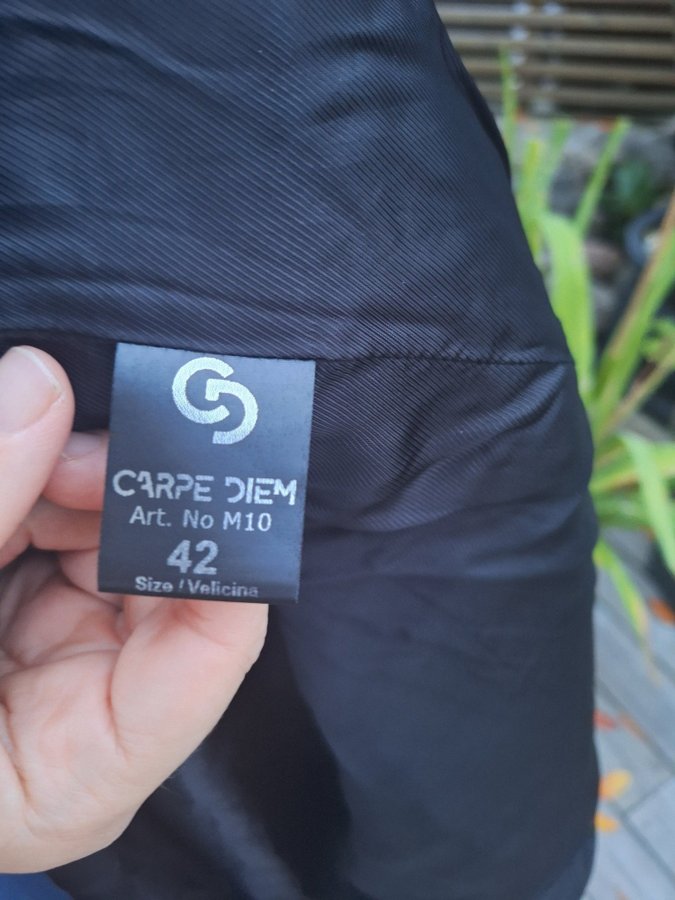 CARPE DIEM
Art. No M10
42
Size / Velicina